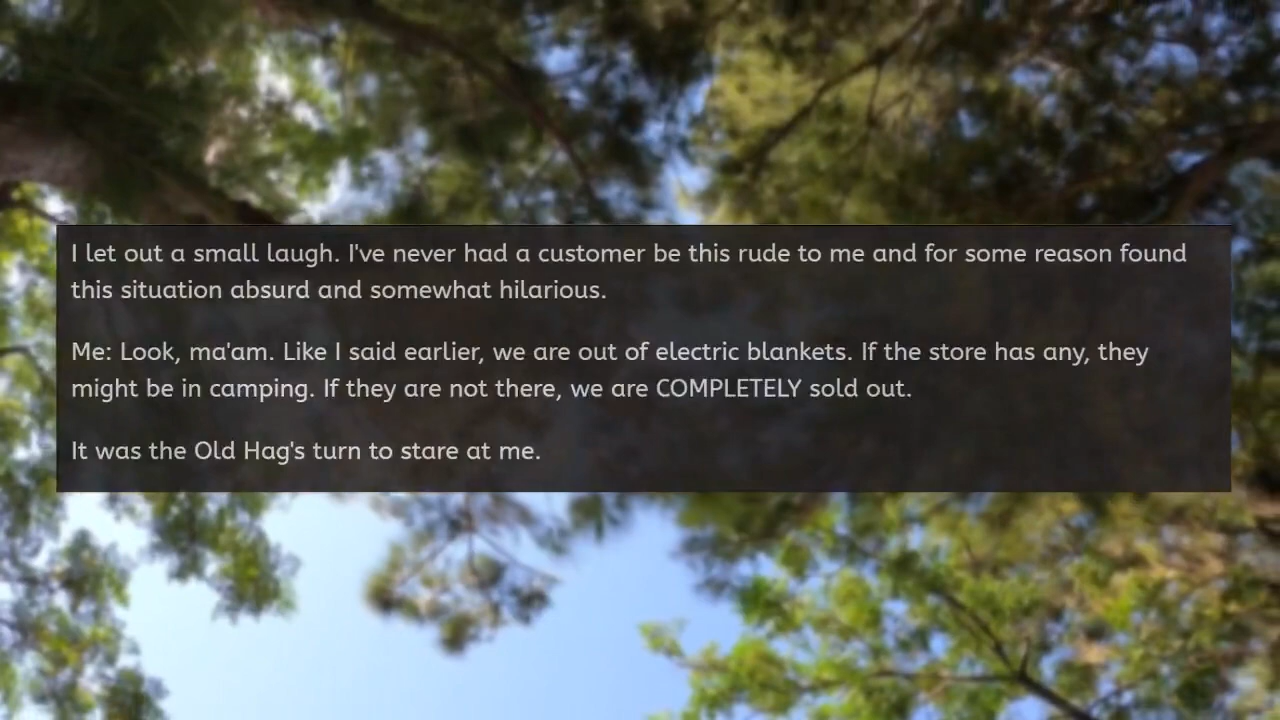 I let out a small laugh. I've never had a customer be this rude to me and for some reason found
this situation absurd and somewhat hilarious.
Me: Look, ma'am. Like I said earlier, we are out of electric blankets. If the store has any, they
might be in camping. If they are not there, we are COMPLETELY sold out.
It was the Old Hag's turn to stare at me.